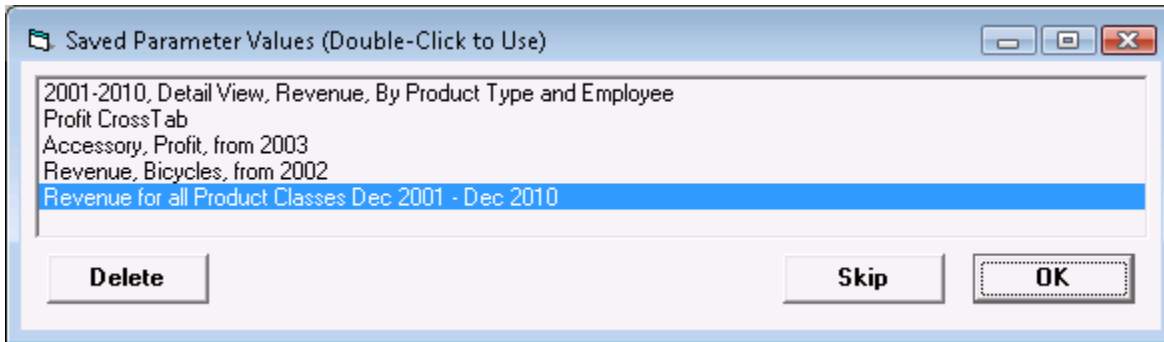 Saved Parameter Values (Double-Click to Use)
2001-2010, Detail View, Revenue, By Product Type and Employee
Profit CrossTab
Accessory, Profit, from 2003
Revenue, Bicycles, from 2002
Revenue for all Product Classes Dec 2001 - Dec 2010
Delete Skip OK